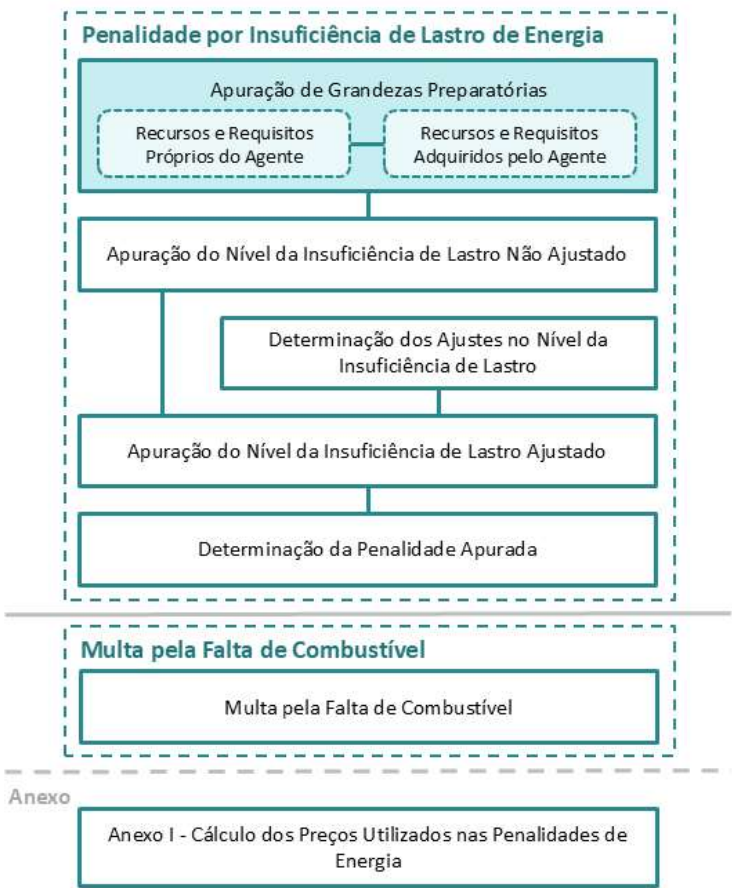 Penalidade por Insuficiência de Lastro de Energia
Apuração de Grandezas Preparatórias
Recursos e Requisitos
Próprios do Agente
Recursos e Requisitos
Adquiridos pelo Agente
Apuração do Nível da Insuficiência de Lastro Não Ajustado
Determinação dos Ajustes no Nível da
Insuficiência de Lastro
Apuração do Nível da Insuficiência de Lastro Ajustado
Determinação da Penalidade Apurada
Multa pela Falta de Combustível
Multa pela Falta de Combustível
Anexo
Anexo I - Cálculo dos Preços Utilizados nas Penalidades de
Energia